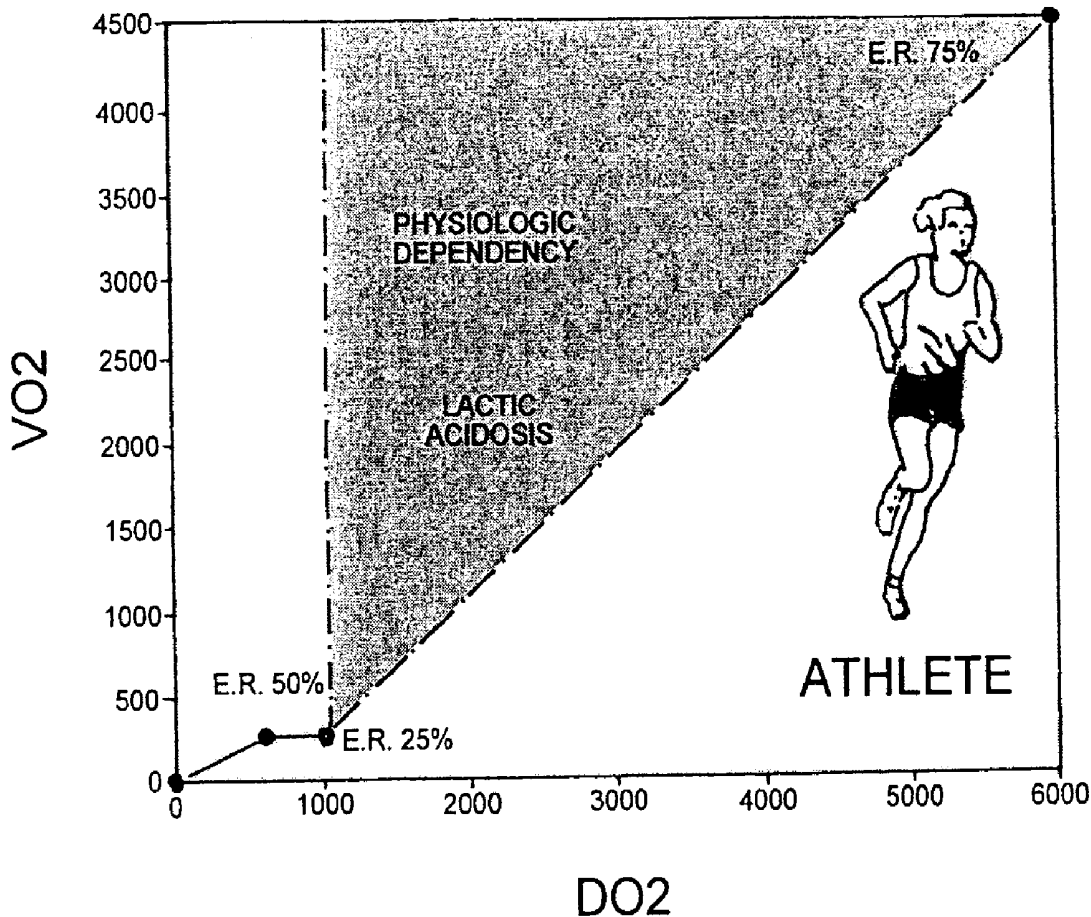 4500
4000
3500
3000
2500
2000
1500
1000
500
0
VO2
E.R. 75%
PHYSIOLOGIC
DEPENDENCY
LACTIC
ACIDOSIS
E.R. 50%
E.R. 25%
ATHLETE
0
1000
2000
3000
4000
5000
6000
DO2